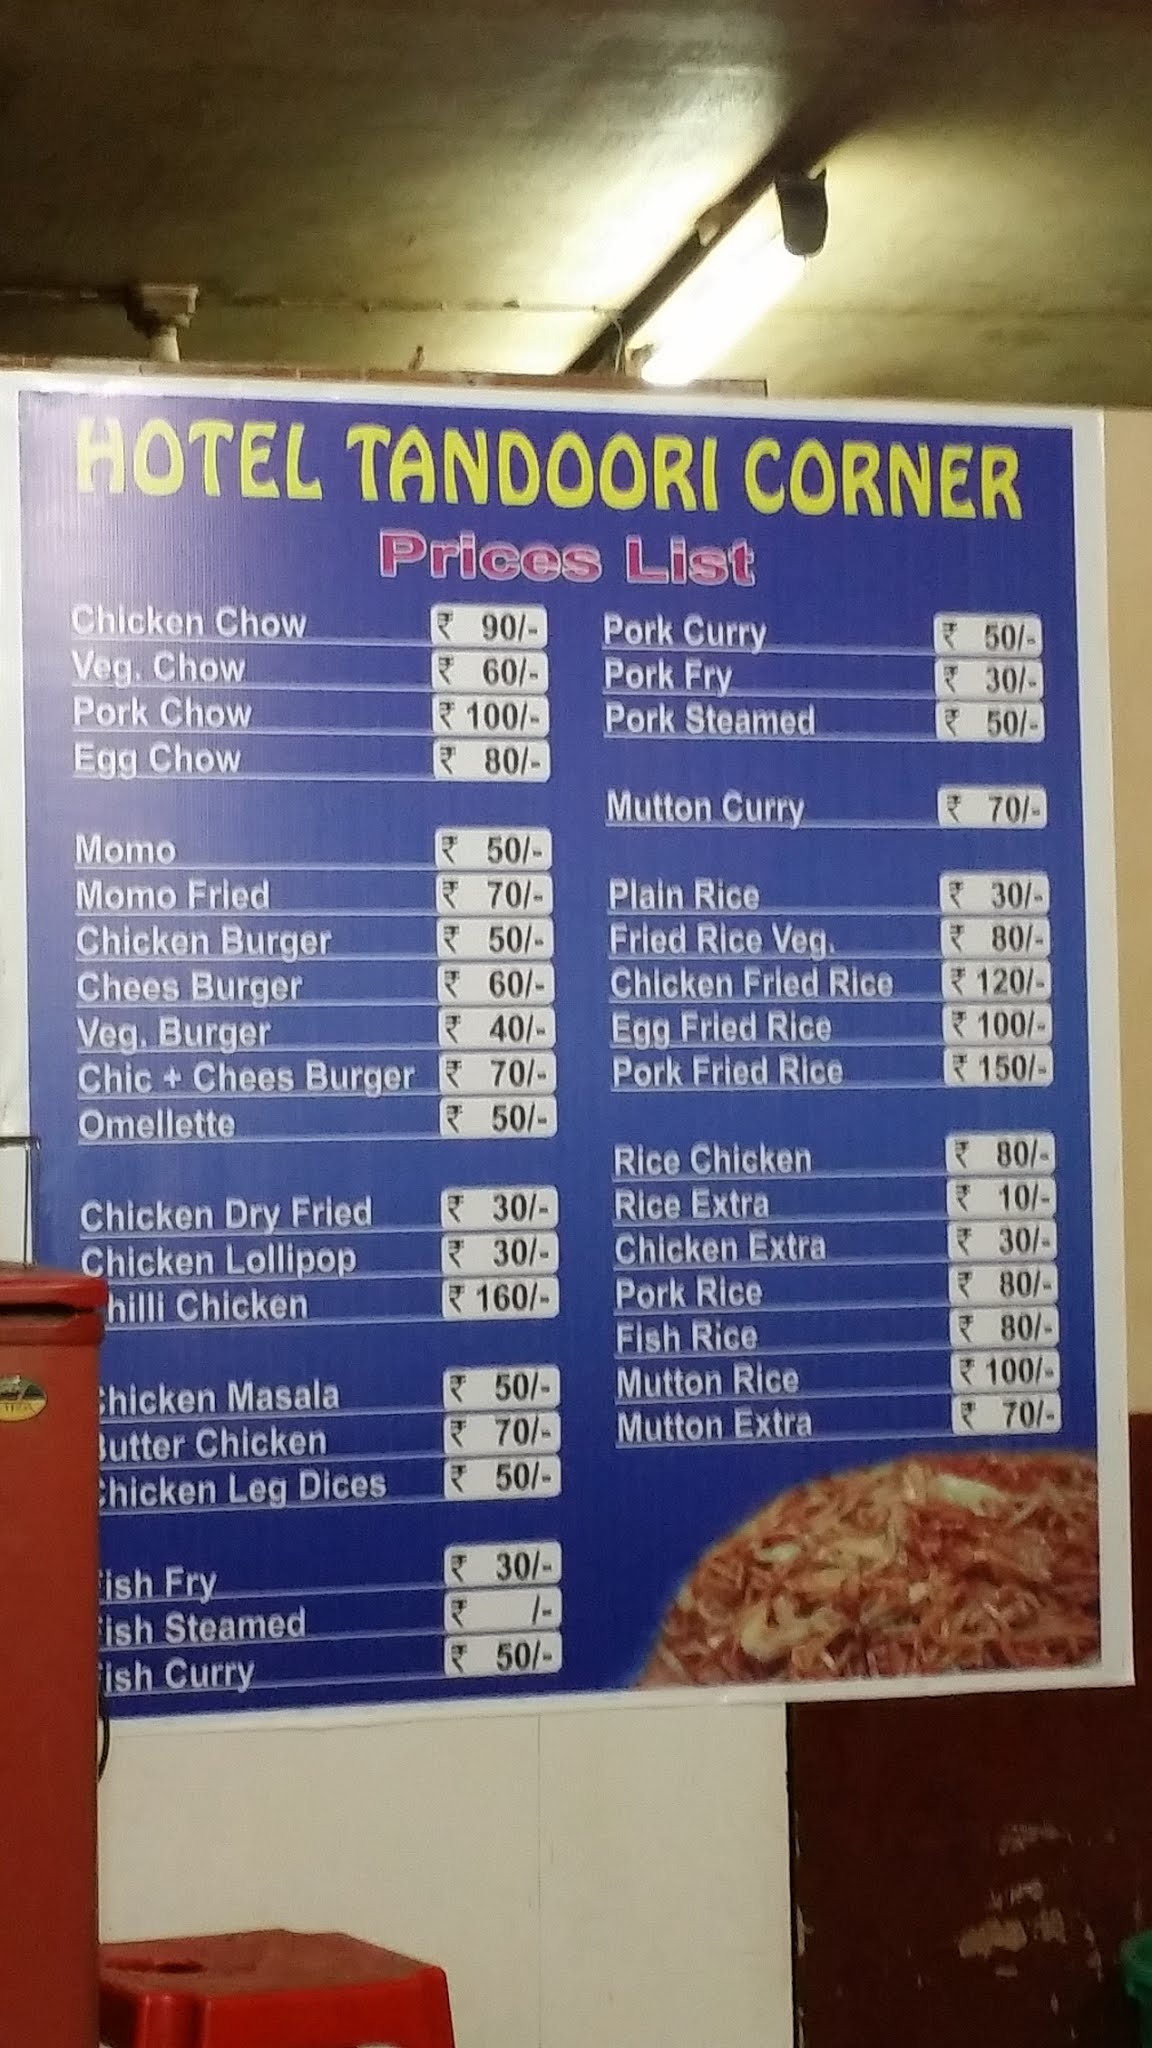 HOTEL TANDOORI CORNER
Prices List
Chicken Chow ₹ 90/-
Veg. Chow ₹ 60/-
Pork Chow ₹ 100/-
Egg Chow ₹ 80/-
Momo ₹ 50/-
Momo Fried ₹ 70/-
Chicken Burger ₹ 50/-
Chees Burger ₹ 60/-
Veg. Burger ₹ 40/-
Chic + Chees Burger ₹ 70/-
Omellette ₹ 50/-
Chicken Dry Fried ₹ 30/-
Chicken Lollipop ₹ 30/-
hilli Chicken ₹ 160/-
hicken Masala ₹ 50/-
utter Chicken ₹ 70/-
hicken Leg Dices ₹ 50/-
ish Fry ₹ 30/-
ish Steamed ₹ /-
ish Curry ₹ 50/-
Pork Curry ₹ 50/-
Pork Fry ₹ 30/-
Pork Steamed ₹ 50/-
Mutton Curry ₹ 70/-
Plain Rice ₹ 30/-
Fried Rice Veg. ₹ 80/-
Chicken Fried Rice ₹ 120/-
Egg Fried Rice ₹ 100/-
Pork Fried Rice ₹ 150/-
Rice Chicken ₹ 80/-
Rice Extra ₹ 10/-
Chicken Extra ₹ 30/-
Pork Rice ₹ 80/-
Fish Rice ₹ 80/-
Mutton Rice ₹ 100/-
Mutton Extra ₹ 70/-